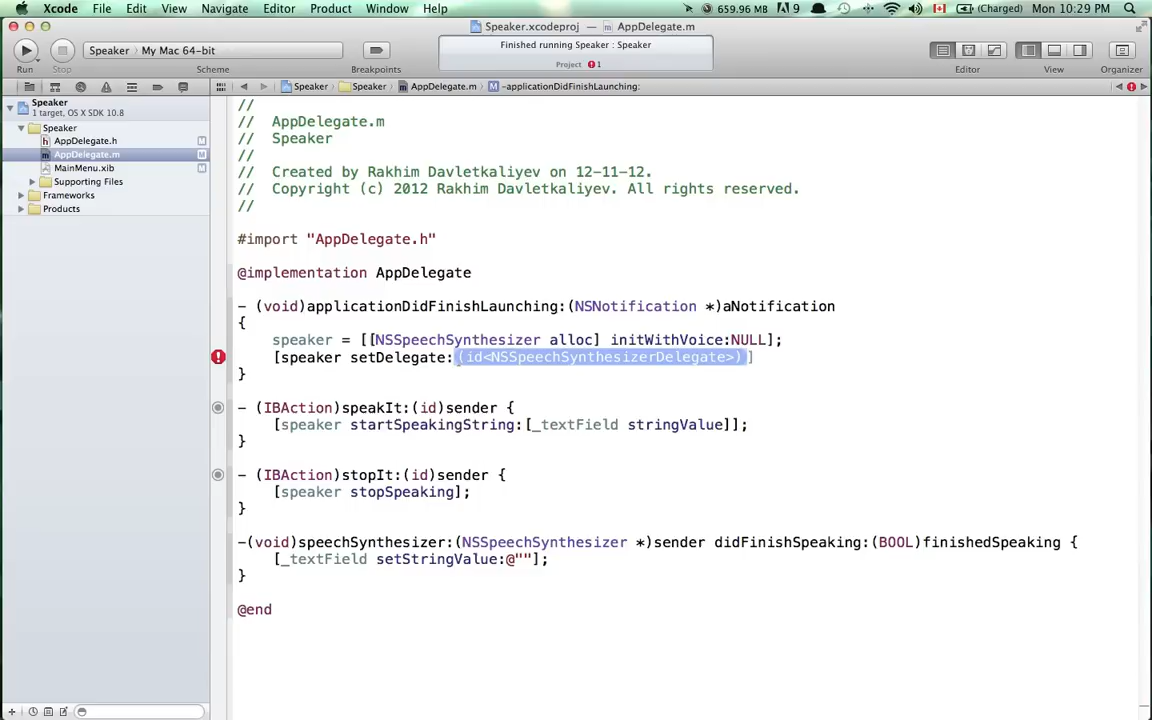 Xcode File Edit View Navigate Editor Product Window Help 659.96 MB 9 (Charged) Mon 10:29 PM
Speaker.xcodeproj — AppDelegate.m
Speaker My Mac 64-bit
Finished running Speaker : Speaker
Project 1
Run Stop Scheme Breakpoints Editor View Organizer
Speaker Speaker AppDelegate.m M -applicationDidFinishLaunching:
Speaker
1 target, OS X SDK 10.8
Speaker
h AppDelegate.h M
m AppDelegate.m M
MainMenu.xib M
Supporting Files
Frameworks
Products
//
// AppDelegate.m
// Speaker
//
// Created by Rakhim Davletkaliyev on 12-11-12.
// Copyright (c) 2012 Rakhim Davletkaliyev. All rights reserved.
//
#import "AppDelegate.h"
@implementation AppDelegate
- (void)applicationDidFinishLaunching:(NSNotification *)aNotification
{
speaker = [[NSSpeechSynthesizer alloc] initWithVoice:NULL];
[speaker setDelegate:(id<NSSpeechSynthesizerDelegate>)]
}
- (IBAction)speakIt:(id)sender {
[speaker startSpeakingString:[_textField stringValue]];
}
- (IBAction)stopIt:(id)sender {
[speaker stopSpeaking];
}
-(void)speechSynthesizer:(NSSpeechSynthesizer *)sender didFinishSpeaking:(BOOL)finishedSpeaking {
[_textField setStringValue:@""];
}
@end